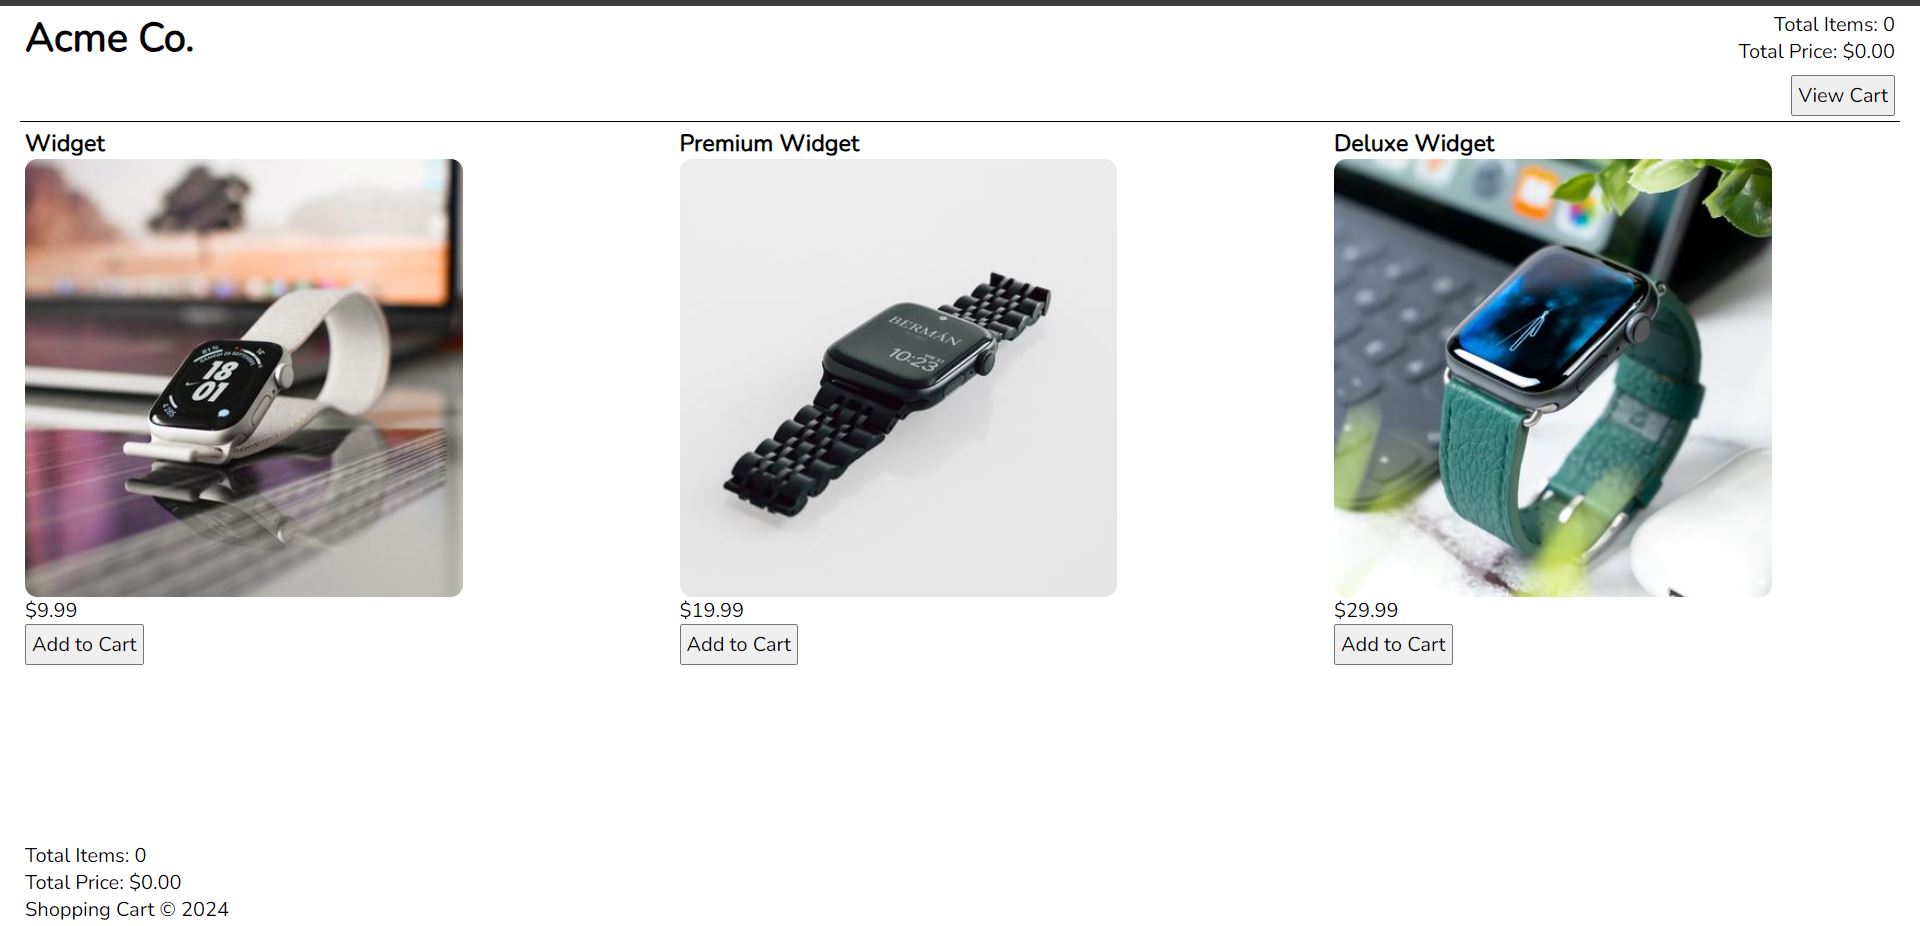 Acme Co.
Total Items: 0
Total Price: $0.00
View Cart
Widget
18
01
$9.99
Add to Cart
Premium Widget
BERMÁN
10:23
$19.99
Add to Cart
Deluxe Widget
$29.99
Add to Cart
Total Items: 0
Total Price: $0.00
Shopping Cart © 2024